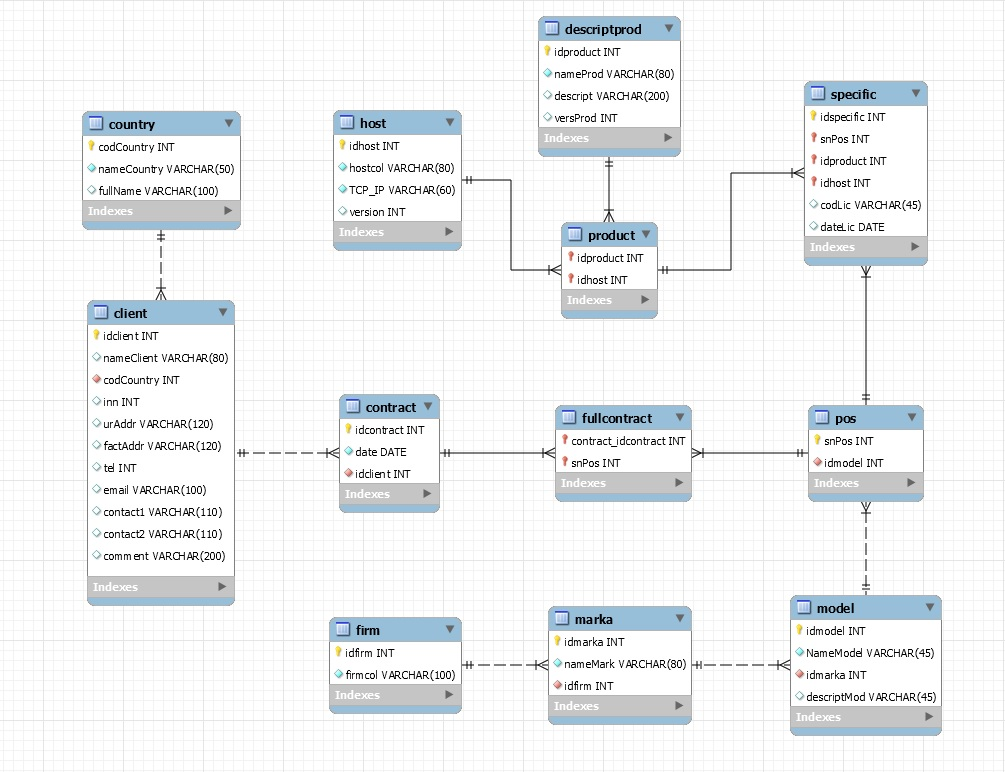 descriptprod
idproduct INT
nameProd VARCHAR(80)
descript VARCHAR(200)
versProd INT
Indexes
country
codCountry INT
nameCountry VARCHAR(50)
fullName VARCHAR(100)
Indexes
host
idhost INT
hostcol VARCHAR(80)
TCP_IP VARCHAR(60)
version INT
Indexes
specific
idspecific INT
snPos INT
idproduct INT
idhost INT
codLic VARCHAR(45)
dateLic DATE
Indexes
product
idproduct INT
idhost INT
Indexes
client
idclient INT
nameClient VARCHAR(80)
codCountry INT
inn INT
urAddr VARCHAR(120)
factAddr VARCHAR(120)
tel INT
email VARCHAR(100)
contact1 VARCHAR(110)
contact2 VARCHAR(110)
comment VARCHAR(200)
Indexes
contract
idcontract INT
date DATE
idclient INT
Indexes
fullcontract
contract_idcontract INT
snPos INT
Indexes
pos
snPos INT
idmodel INT
Indexes
firm
idfirm INT
firmcol VARCHAR(100)
Indexes
marka
idmarka INT
nameMark VARCHAR(80)
idfirm INT
Indexes
model
idmodel INT
NameModel VARCHAR(45)
idmarka INT
descriptMod VARCHAR(45)
Indexes